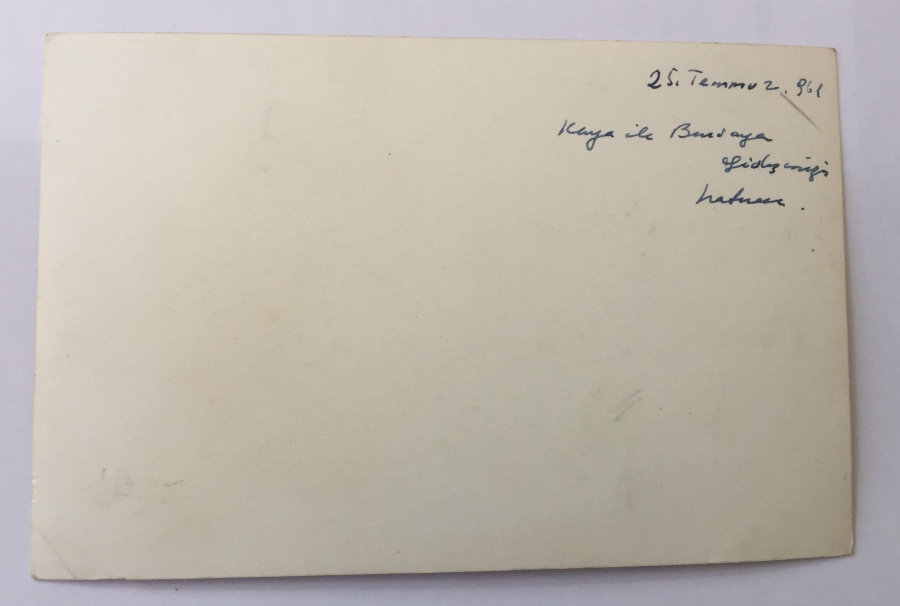 25. Temmuz. 961
Kaya ile Bursaya
gidişimizin
hatırası.